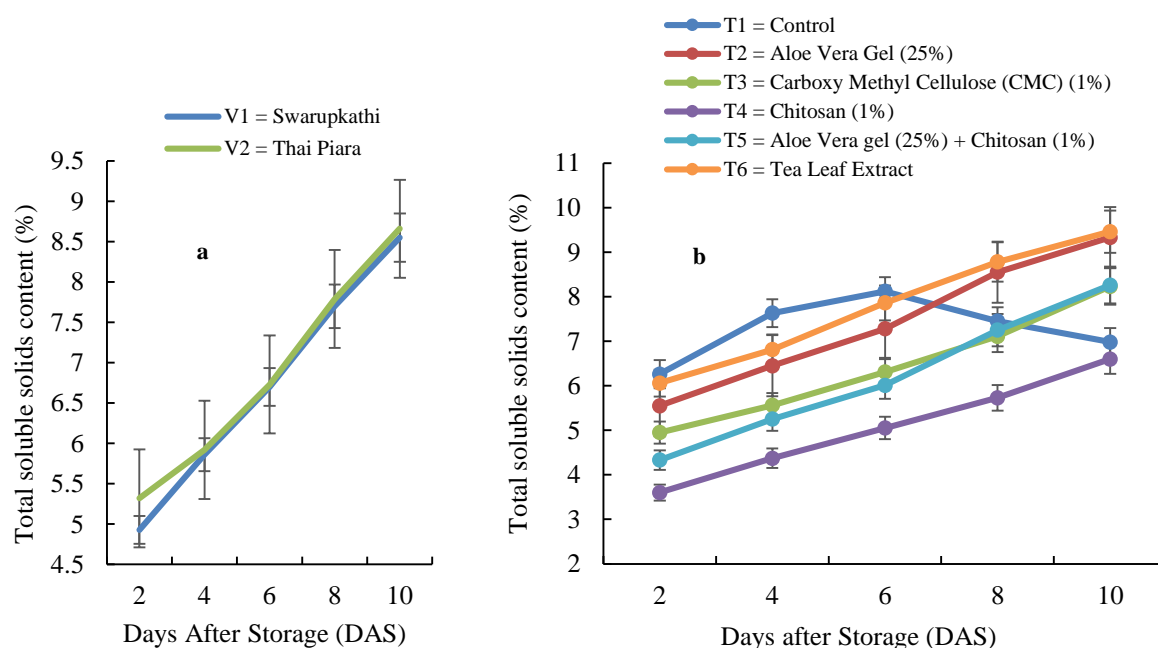 V1 = Swarupkathi
V2 = Thai Piara
Total soluble solids content (%)
9.5
9
8.5
8
7.5
7
6.5
6
5.5
5
4.5
a
2 4 6 8 10
Days After Storage (DAS)
T1 = Control
T2 = Aloe Vera Gel (25%)
T3 = Carboxy Methyl Cellulose (CMC) (1%)
T4 = Chitosan (1%)
T5 = Aloe Vera gel (25%) + Chitosan (1%)
T6 = Tea Leaf Extract
Total soluble solids content (%)
11
10
9
8
7
6
5
4
3
2
b
2 4 6 8 10
Days after Storage (DAS)